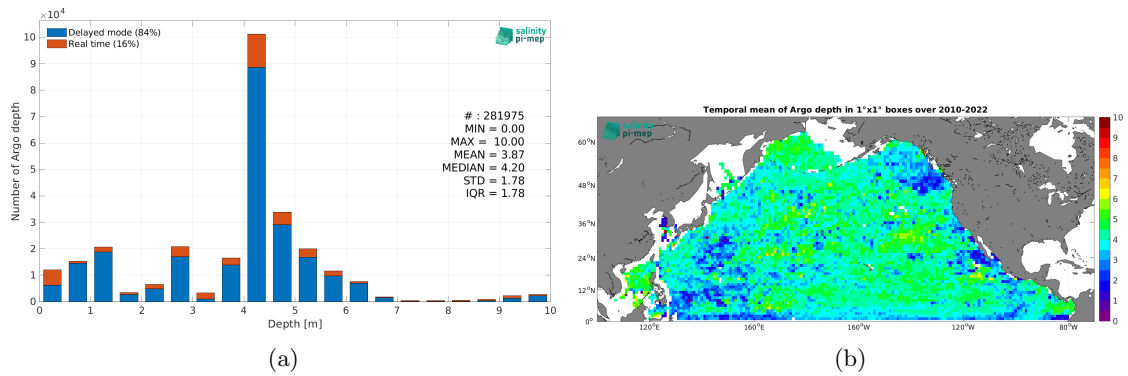 ×10⁴
Delayed mode (84%)
Real time (16%)
salinity
pi-mep
10
9
8
7
6
5
4
3
2
1
0
Number of Argo depth
# : 281975
MIN = 0.00
MAX = 10.00
MEAN = 3.87
MEDIAN = 4.20
STD = 1.78
IQR = 1.78
0 1 2 3 4 5 6 7 8 9 10
Depth [m]
(a)
Temporal mean of Argo depth in 1°x1° boxes over 2010-2022
salinity
pi-mep
60°N
48°N
36°N
24°N
12°N
0°
120°E 160°E 160°W 120°W 80°W
10
9
8
7
6
5
4
3
2
1
0
(b)